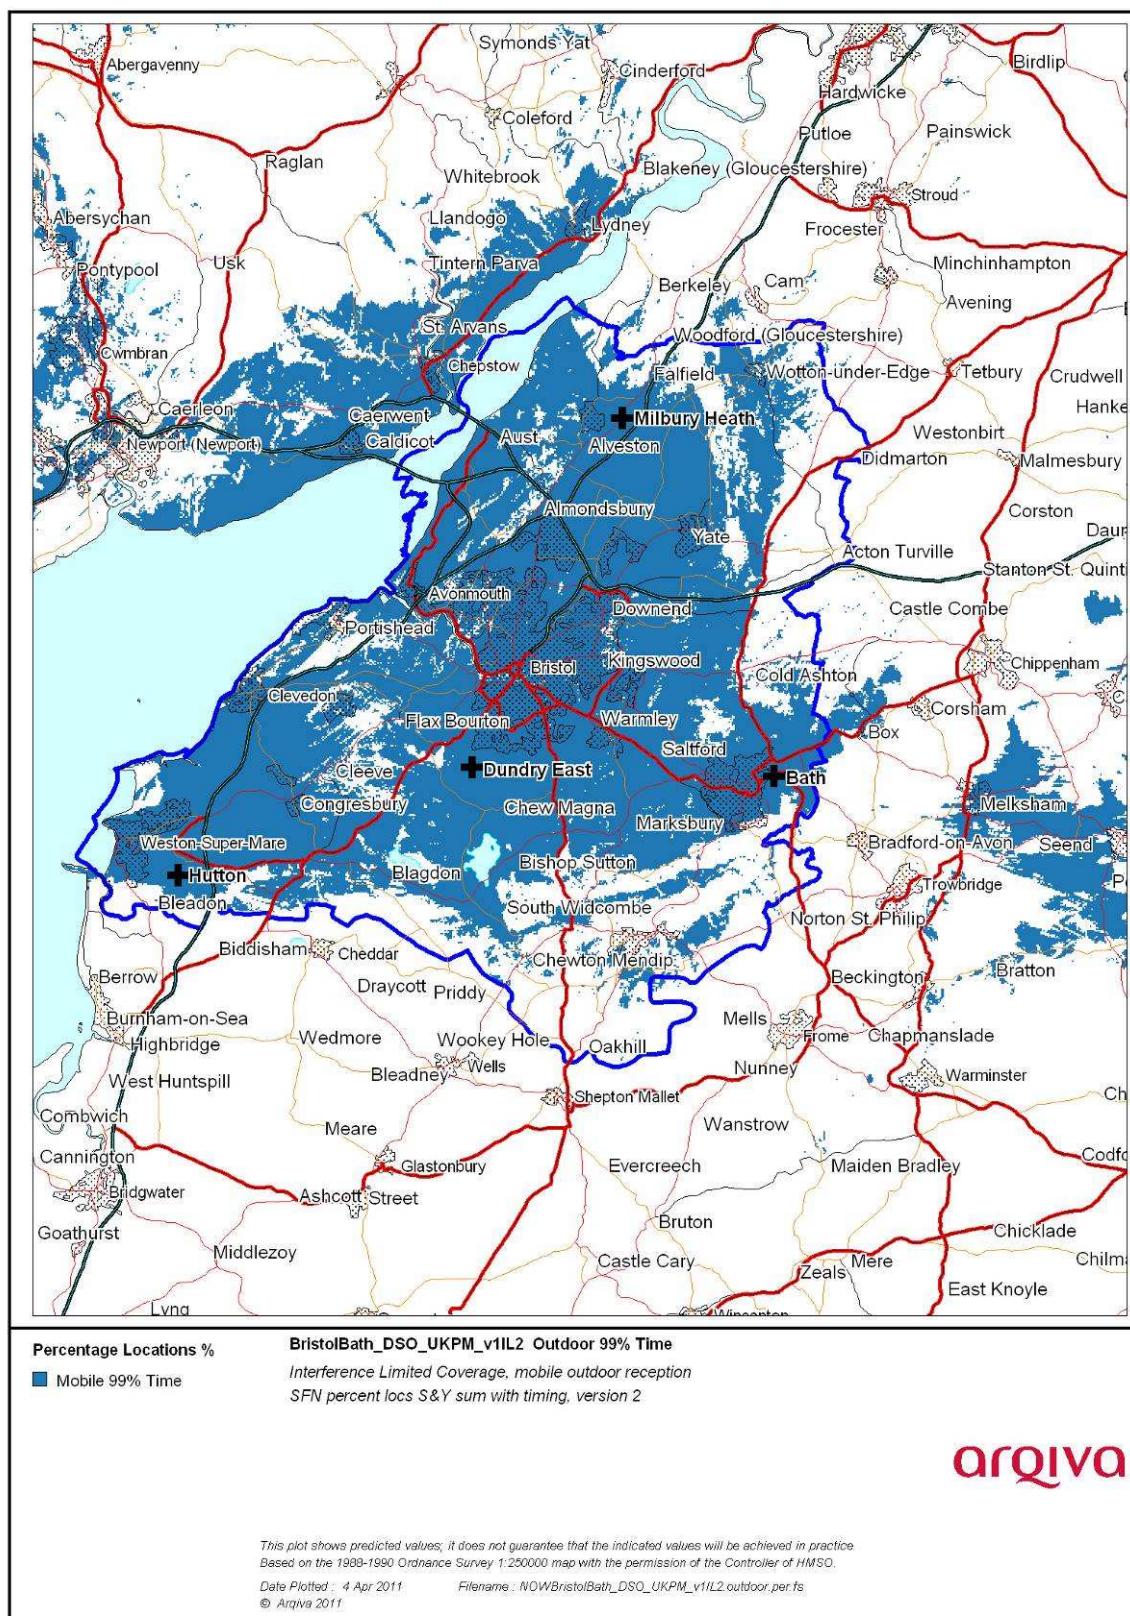 Symonds Yat
Birdlip
Abergavenny
Cinderford
Hardwicke
Coleford
Putloe
Painswick
Raglan
Whitebrook
Blakeney (Gloucestershire)
Stroud
Abersychan
Llandogo
Lydney
Frocester
Pontypool
Usk
Tintern Parva
Minchinhampton
Berkeley
Cam
Avening
St. Arvans
Woodford (Gloucestershire)
Cwmbran
Chepstow
Falfield
Wotton-under-Edge
Tetbury
Crudwell
Caerleon
Caerwent
Milbury Heath
Hanke
Newport (Newport)
Caldicot
Aust
Alveston
Westonbirt
Didmarton
Malmesbury
Almondsbury
Corston
Yate
Daur
Acton Turville
Stanton St. Quinti
Avonmouth
Downend
Castle Combe
Portishead
Bristol
Kingswood
Chippenham
Clevedon
Cold Ashton
C
Flax Bourton
Warmley
Corsham
Saltford
Box
Cleeve
Dundry East
Bath
Congresbury
Chew Magna
Marksbury
Melksham
Weston-Super-Mare
Bradford-on-Avon
Seend
Hutton
Blagdon
Bishop Sutton
Trowbridge
Po
Bleadon
South Widcombe
Norton St. Philip
Biddisham
Cheddar
Chewton Mendip
Berrow
Draycott
Priddy
Beckington
Bratton
Burnham-on-Sea
Mells
Highbridge
Wedmore
Wookey Hole
Oakhill
Frome
Chapmanslade
West Huntspill
Bleadney
Wells
Nunney
Warminster
Combwich
Shepton Mallet
Ch
Meare
Wanstrow
Cannington
Glastonbury
Evercreech
Maiden Bradley
Codfo
Bridgwater
Ashcott
Street
Goathurst
Bruton
Chicklade
Middlezoy
Castle Cary
Zeals
Mere
Chilma
East Knoyle
Lyng
Wincanton
Percentage Locations %
Mobile 99% Time
BristolBath_DSO_UKPM_v1IL2 Outdoor 99% Time
Interference Limited Coverage, mobile outdoor reception
SFN percent locs S&Y sum with timing, version 2
arqiva
This plot shows predicted values; it does not guarantee that the indicated values will be achieved in practice
Based on the 1988-1990 Ordnance Survey 1:250000 map with the permission of the Controller of HMSO.
Date Plotted : 4 Apr 2011 Filename : NOWBristolBath_DSO_UKPM_v1IL2.outdoor.per.fs
© Arqiva 2011